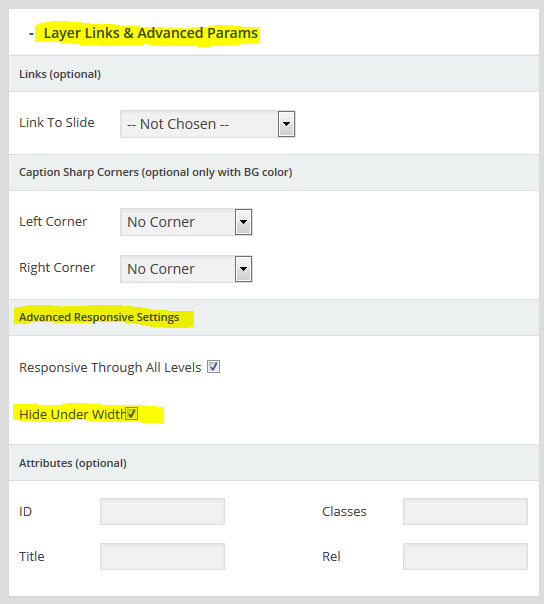 - Layer Links & Advanced Params
Links (optional)
Link To Slide -- Not Chosen --
Caption Sharp Corners (optional only with BG color)
Left Corner No Corner
Right Corner No Corner
Advanced Responsive Settings
Responsive Through All Levels
Hide Under Width
Attributes (optional)
ID Classes
Title Rel